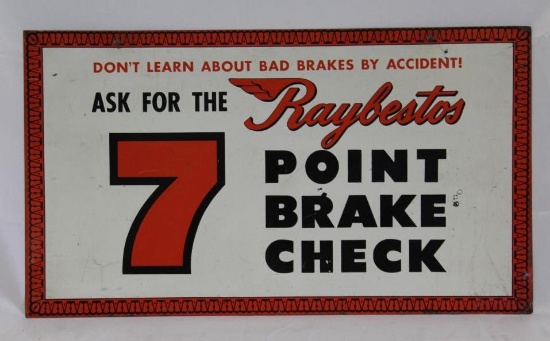 DON'T LEARN ABOUT BAD BRAKES BY ACCIDENT!
ASK FOR THE Raybestos
7 POINT
BRAKE
CHECK